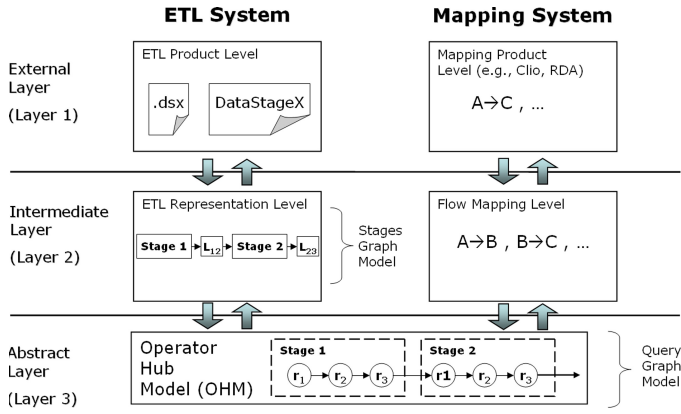 ETL System
Mapping System
External
Layer
(Layer 1)
ETL Product Level
.dsx
DataStageX
Mapping Product
Level (e.g., Clio, RDA)
A→C , ...
Intermediate
Layer
(Layer 2)
ETL Representation Level
Stage 1
L12
Stage 2
L23
Stages
Graph
Model
Flow Mapping Level
A→B , B→C , ...
Abstract
Layer
(Layer 3)
Operator
Hub
Model (OHM)
Stage 1
r1
r2
r3
Stage 2
r1
r2
r3
Query
Graph
Model